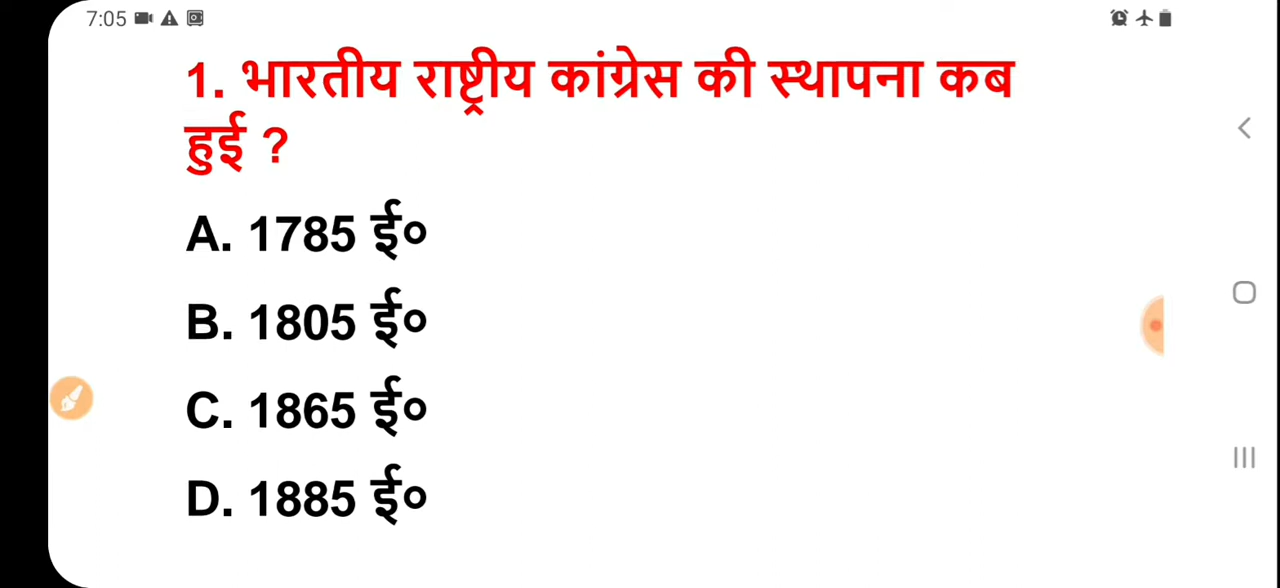 7:05
1. भारतीय राष्ट्रीय कांग्रेस की स्थापना कब
हुई ?
A. 1785 ई०
B. 1805 ई०
C. 1865 ई०
D. 1885 ई०